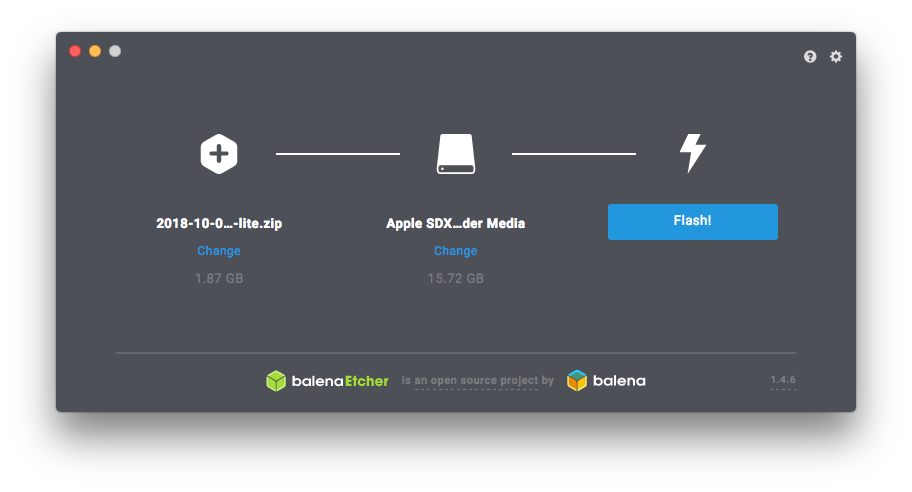 2018-10-0...-lite.zip
Apple SDX...der Media
Flash!
Change
Change
1.87 GB
15.72 GB
balenaEtcher is an open source project by balena
1.4.6